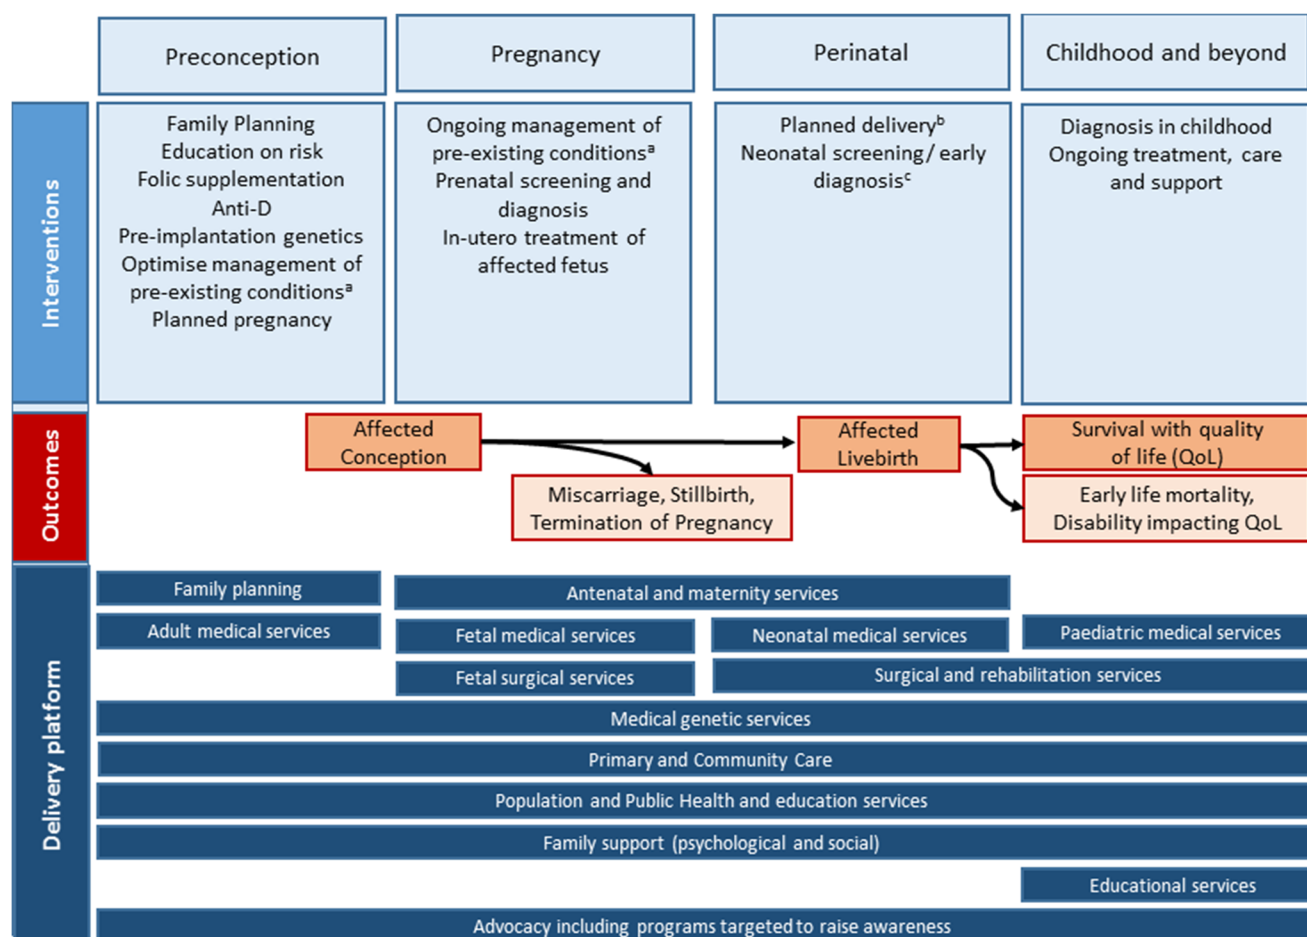 Preconception
Pregnancy
Perinatal
Childhood and beyond
Interventions
Family Planning
Education on risk
Folic supplementation
Anti-D
Pre-implantation genetics
Optimise management of
pre-existing conditionsᵃ
Planned pregnancy
Ongoing management of
pre-existing conditionsᵃ
Prenatal screening and
diagnosis
In-utero treatment of
affected fetus
Planned deliveryᵇ
Neonatal screening/ early
diagnosisᶜ
Diagnosis in childhood
Ongoing treatment, care
and support
Outcomes
Affected
Conception
Miscarriage, Stillbirth,
Termination of Pregnancy
Affected
Livebirth
Survival with quality
of life (QoL)
Early life mortality,
Disability impacting QoL
Delivery platform
Family planning
Antenatal and maternity services
Adult medical services
Fetal medical services
Neonatal medical services
Paediatric medical services
Fetal surgical services
Surgical and rehabilitation services
Medical genetic services
Primary and Community Care
Population and Public Health and education services
Family support (psychological and social)
Educational services
Advocacy including programs targeted to raise awareness